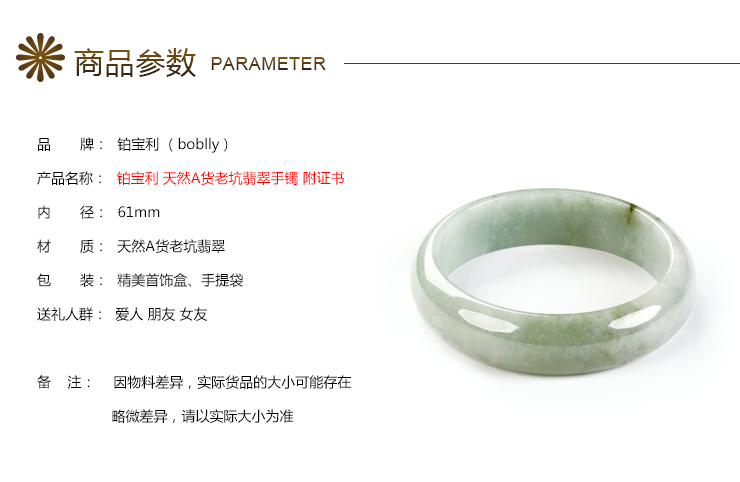 商品参数 PARAMETER
品 牌： 铂宝利（boblly）
产品名称： 铂宝利 天然A货老坑翡翠手镯 附证书
内 径： 61mm
材 质： 天然A货老坑翡翠
包 装： 精美首饰盒、手提袋
送礼人群： 爱人 朋友 女友
备 注： 因物料差异，实际货品的大小可能存在
略微差异，请以实际大小为准